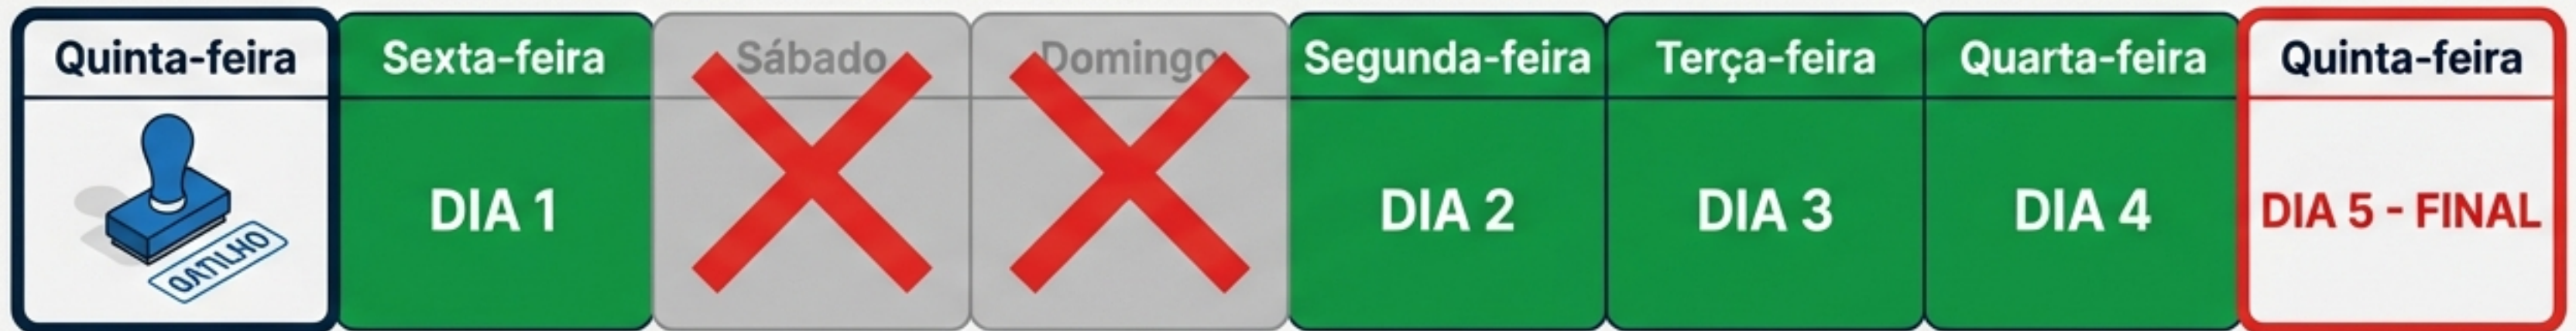 Quinta-feira
Sexta-feira
Sábado
Domingo
Segunda-feira
Terça-feira
Quarta-feira
Quinta-feira
DIA 1
DIA 2
DIA 3
DIA 4
DIA 5 - FINAL